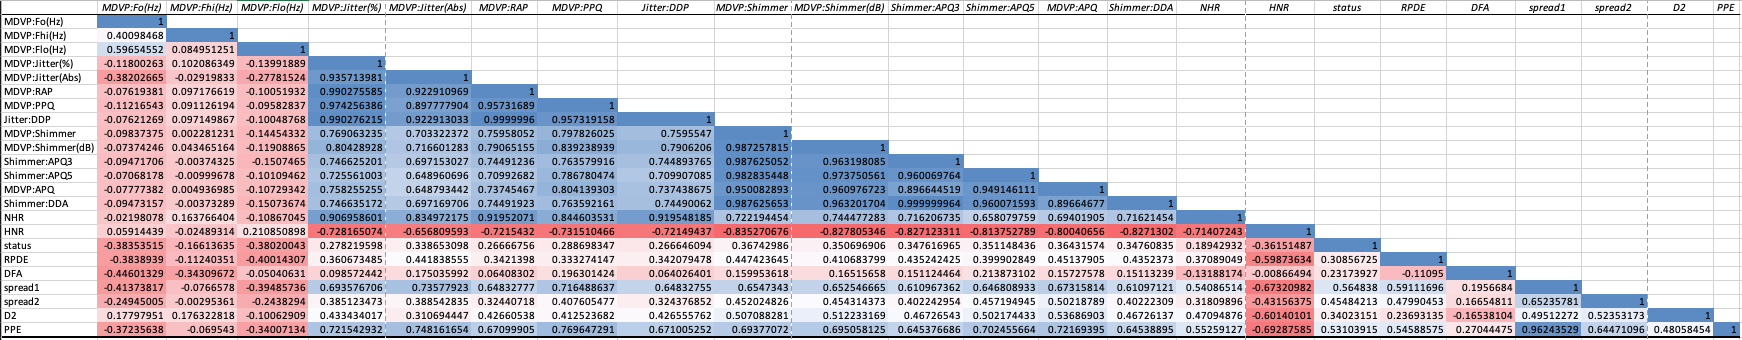 MDVP:Fo(Hz) MDVP:Fhi(Hz) MDVP:Flo(Hz) MDVP:Jitter(%) MDVP:Jitter(Abs) MDVP:RAP MDVP:PPQ Jitter:DDP MDVP:Shimmer MDVP:Shimmer(dB) Shimmer:APQ3 Shimmer:APQ5 MDVP:APQ Shimmer:DDA NHR HNR status RPDE DFA spread1 spread2 D2 PPE
MDVP:Fo(Hz) 1
MDVP:Fhi(Hz) 0.40098468 1
MDVP:Flo(Hz) 0.59654552 0.084951251 1
MDVP:Jitter(%) -0.11800263 0.102086349 -0.13991889 1
MDVP:Jitter(Abs) -0.38202665 -0.02919833 -0.27781524 0.935713981 1
MDVP:RAP -0.07619381 0.097176619 -0.10051932 0.990275585 0.922910969 1
MDVP:PPQ -0.11216543 0.091126194 -0.09582837 0.974256386 0.897777904 0.95731689 1
Jitter:DDP -0.07621269 0.097149867 -0.10048768 0.990276215 0.922913033 0.9999996 0.957319158 1
MDVP:Shimmer -0.09837375 0.002281231 -0.14454332 0.769063235 0.703322372 0.75958052 0.797826025 0.7595547 1
MDVP:Shimmer(dB) -0.07374246 0.043465164 -0.11908865 0.80428928 0.716601283 0.79065155 0.839238939 0.7906206 0.987257815 1
Shimmer:APQ3 -0.09471706 -0.00374325 -0.1507465 0.746625201 0.697153027 0.74491236 0.763579916 0.744893765 0.987625052 0.963198085 1
Shimmer:APQ5 -0.07068178 -0.00999678 -0.10109462 0.725561003 0.648960696 0.70992682 0.786780474 0.709907085 0.982835448 0.973750561 0.960069764 1
MDVP:APQ -0.07777382 0.004936985 -0.10729342 0.758255255 0.648793442 0.73745467 0.804139303 0.737438675 0.950082893 0.960976723 0.896644519 0.949146111 1
Shimmer:DDA -0.09473157 -0.00373289 -0.15073674 0.746635172 0.697169706 0.74491923 0.763592161 0.74490062 0.987625653 0.963201704 0.999999964 0.960071593 0.89664677 1
NHR -0.02198078 0.163766404 -0.10867045 0.906958601 0.834972175 0.91952071 0.844603531 0.919548185 0.722194454 0.744477283 0.716206735 0.658079759 0.69401905 0.71621454 1
HNR 0.05914439 -0.02489314 0.210850898 -0.728165074 -0.656809593 -0.7215432 -0.731510466 -0.72149437 -0.835270676 -0.827805346 -0.827123311 -0.813752789 -0.80040656 -0.8271302 -0.71407243 1
status -0.38353515 -0.16613635 -0.38020043 0.278219598 0.338653098 0.26666756 0.288698347 0.266646094 0.36742986 0.350696906 0.347616965 0.351148436 0.36431574 0.34760835 0.18942932 -0.36151487 1
RPDE -0.3838939 -0.11240351 -0.40014307 0.360673485 0.441838555 0.3421398 0.333274147 0.342079478 0.447423645 0.410683799 0.435242425 0.399902849 0.45137905 0.4352373 0.37089049 -0.59873634 0.30856725 1
DFA -0.44601329 -0.34309672 -0.05040631 0.098572442 0.175035992 0.06408302 0.196301424 0.064026401 0.159953618 0.16515658 0.151124464 0.213873102 0.15727578 0.15113239 -0.13188174 -0.00866494 0.23173927 -0.11095 1
spread1 -0.41373817 -0.0766578 -0.39485736 0.693576706 0.73577923 0.64832777 0.716488637 0.64832755 0.6547343 0.652546665 0.610967362 0.646808933 0.67315814 0.61097121 0.54086514 -0.67320982 0.564838 0.59111696 0.1956684 1
spread2 -0.24945005 -0.00295361 -0.2438294 0.385123473 0.388542835 0.32440718 0.407605477 0.324376852 0.452024826 0.454314373 0.402242954 0.457194945 0.50218789 0.40222309 0.31809896 -0.43156375 0.45484213 0.47990453 0.16654811 0.65235781 1
D2 0.17797951 0.176322818 -0.10062909 0.433434017 0.310694447 0.42660538 0.412523682 0.426555762 0.507088281 0.512233169 0.46726543 0.502174433 0.53686903 0.46726137 0.47094876 -0.60140101 0.34023151 0.23693135 -0.16538104 0.49512272 0.52353173 1
PPE -0.37235638 -0.069543 -0.34007134 0.721542932 0.748161654 0.67099905 0.769647291 0.671005252 0.69377072 0.695058125 0.645376686 0.702455664 0.72169395 0.64538895 0.55259127 -0.69287585 0.53103915 0.54588575 0.27044475 0.96243529 0.64471096 0.48058454 1